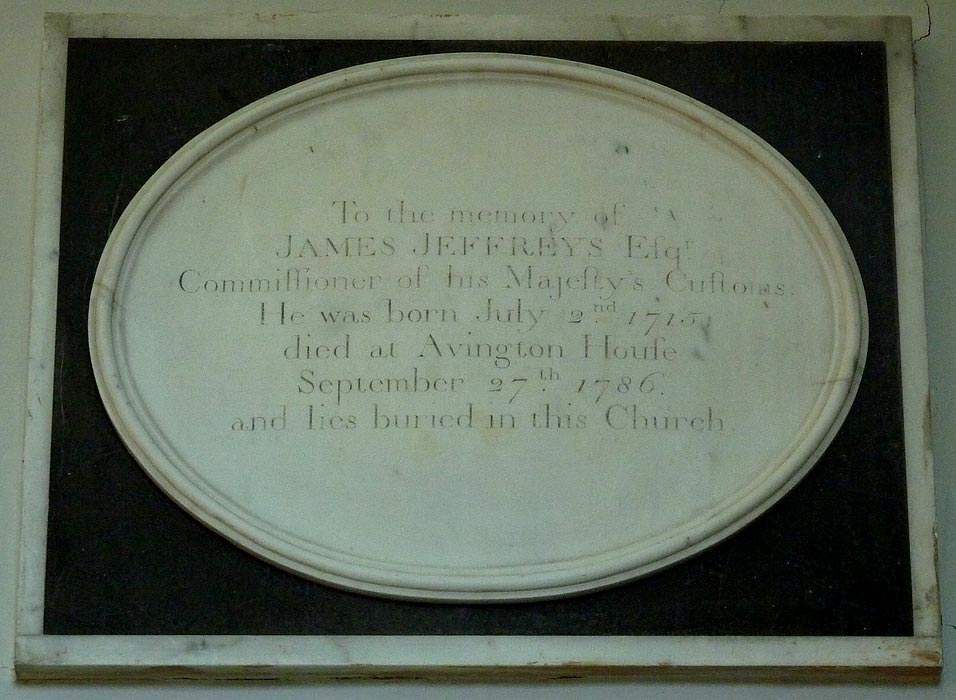 To the memory of
JAMES JEFFREYS Eſqr
Commiſſioner of his Majeſty's Cuſtoms.
He was born July 2nd 1715,
died at Avington Houſe
September 27th 1786.
and lies buried in this Church.